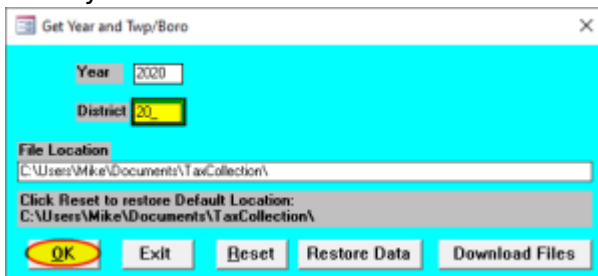 Get Year and Twp/Boro
Year 2020
District 20_
File Location
C:\Users\Mike\Documents\TaxCollection\
Click Reset to restore Default Location:
C:\Users\Mike\Documents\TaxCollection\
OK Exit Reset Restore Data Download Files